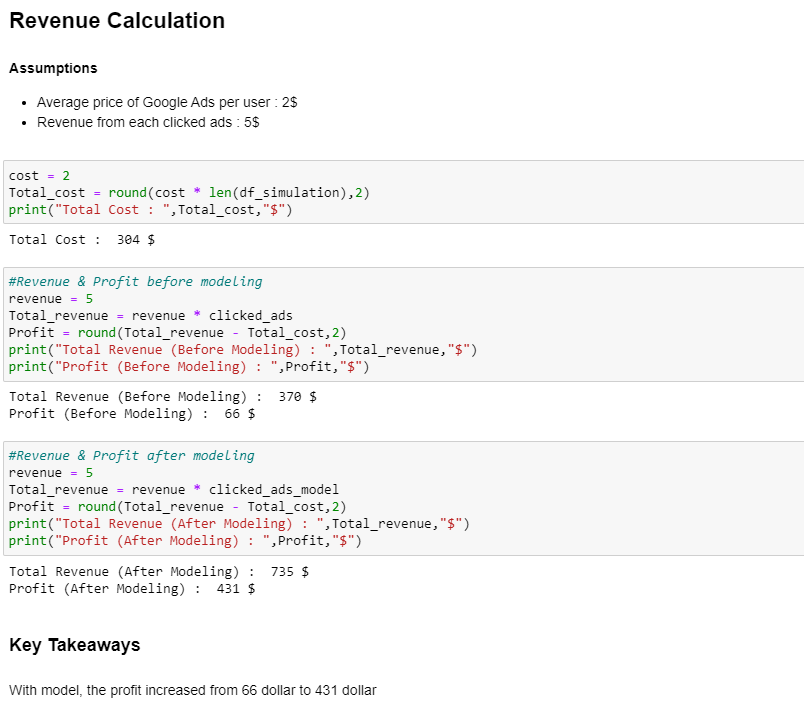 Revenue Calculation
Assumptions
• Average price of Google Ads per user : 2$
• Revenue from each clicked ads : 5$
cost = 2
Total_cost = round(cost * len(df_simulation),2)
print("Total Cost : ",Total_cost,"$")
Total Cost :  304 $
#Revenue & Profit before modeling
revenue = 5
Total_revenue = revenue * clicked_ads
Profit = round(Total_revenue - Total_cost,2)
print("Total Revenue (Before Modeling) : ",Total_revenue,"$")
print("Profit (Before Modeling) : ",Profit,"$")
Total Revenue (Before Modeling) :  370 $
Profit (Before Modeling) :  66 $
#Revenue & Profit after modeling
revenue = 5
Total_revenue = revenue * clicked_ads_model
Profit = round(Total_revenue - Total_cost,2)
print("Total Revenue (After Modeling) : ",Total_revenue,"$")
print("Profit (After Modeling) : ",Profit,"$")
Total Revenue (After Modeling) :  735 $
Profit (After Modeling) :  431 $
Key Takeaways
With model, the profit increased from 66 dollar to 431 dollar